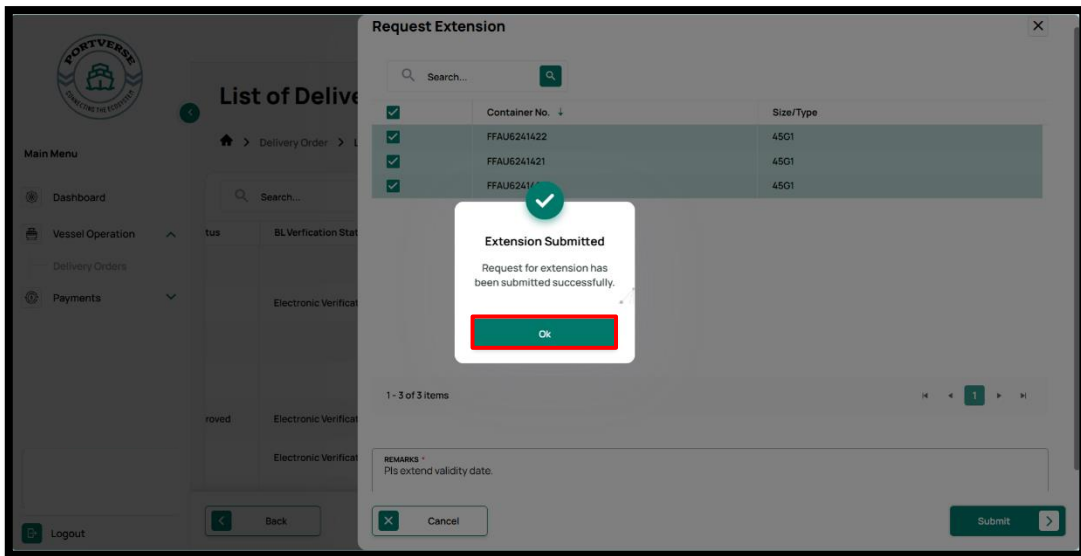 PORTVERSE
CONNECTING THE ECOSYSTEM
Main Menu
Dashboard
Vessel Operation
Delivery Orders
Payments
Logout
List of Delive
Delivery Order
Search...
tus BL Verfication Stat
Electronic Verificat
roved Electronic Verificat
Electronic Verificat
Back
Request Extension
Search...
Container No. ↓ Size/Type
FFAU6241422 45G1
FFAU6241421 45G1
45G1
Extension Submitted
Request for extension has
been submitted successfully.
Ok
1 - 3 of 3 items
1
REMARKS *
Pls extend validity date.
Cancel
Submit